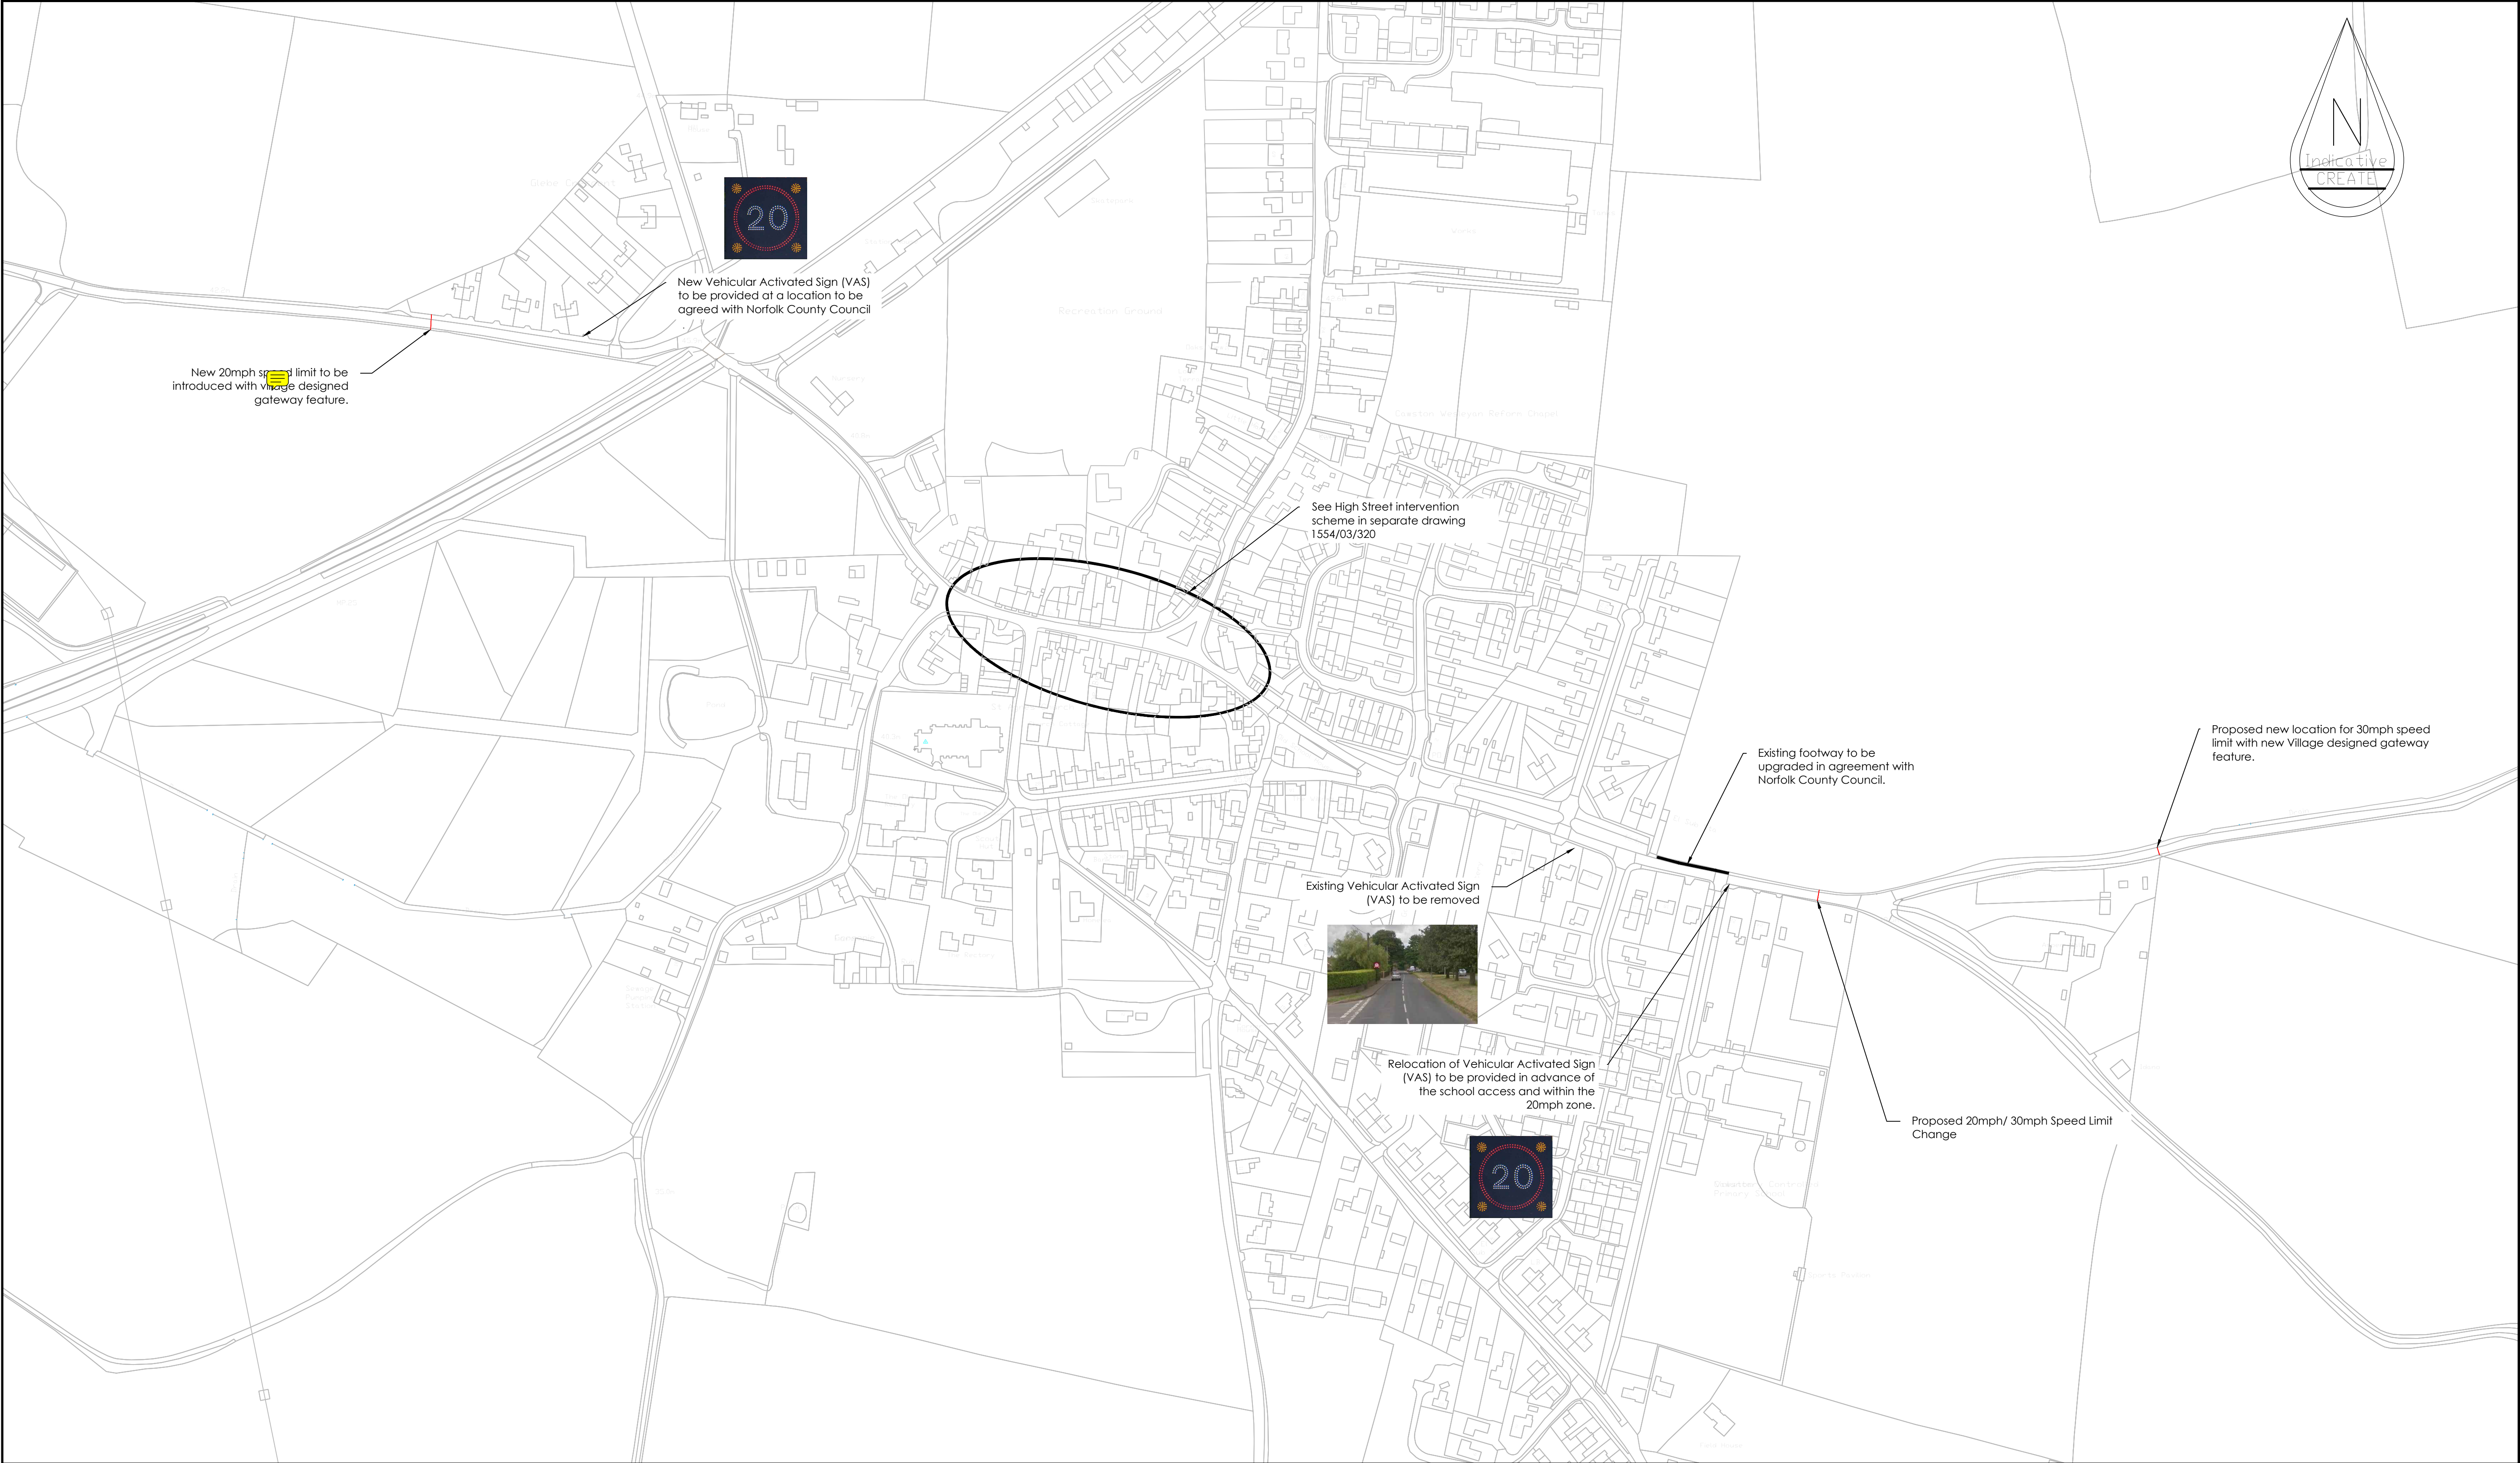 N
Indicative
CREATE
20
New Vehicular Activated Sign (VAS)
to be provided at a location to be
agreed with Norfolk County Council
New 20mph speed limit to be
introduced with village designed
gateway feature.
Recreation Ground
See High Street intervention
scheme in separate drawing
1554/03/320
Proposed new location for 30mph speed
limit with new Village designed gateway
feature.
Existing footway to be
upgraded in agreement with
Norfolk County Council.
Existing Vehicular Activated Sign
(VAS) to be removed
Relocation of Vehicular Activated Sign
(VAS) to be provided in advance of
the school access and within the
20mph zone.
20
Proposed 20mph/ 30mph Speed Limit
Change